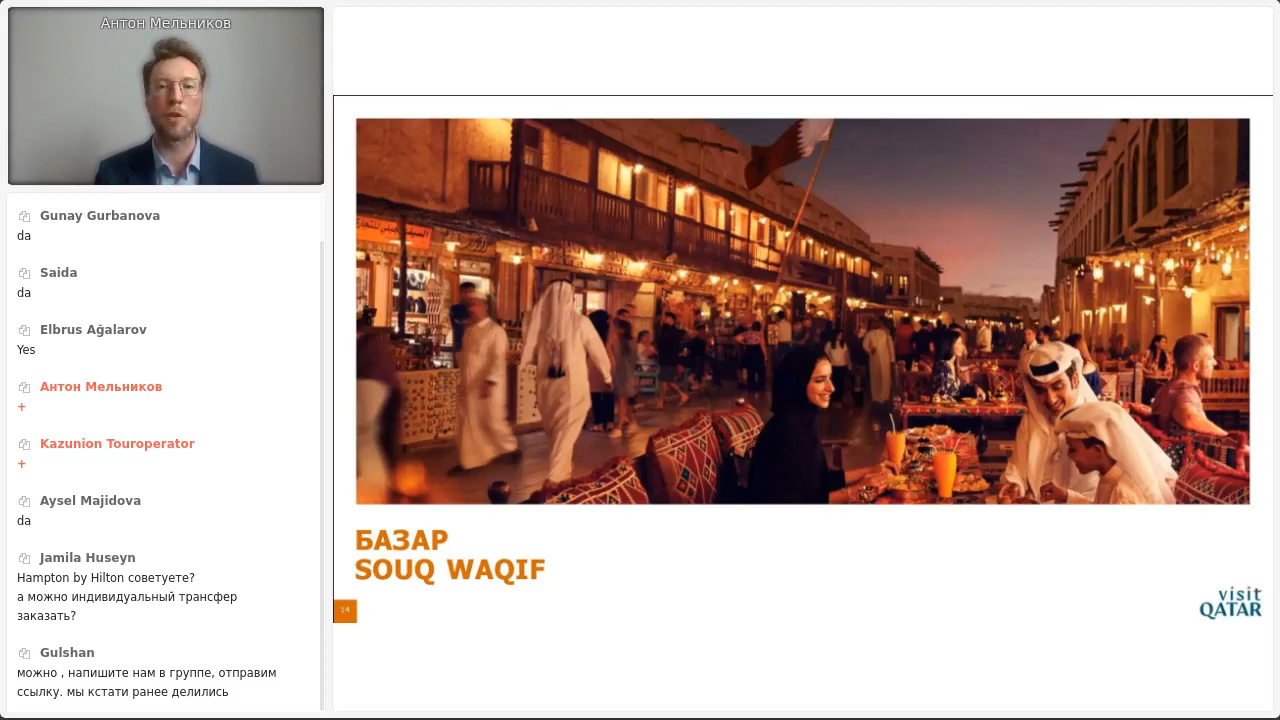 Антон Мельников
Gunay Gurbanova
da
Saida
da
Elbrus Ağalarov
Yes
Антон Мельников
+
Kazunion Touroperator
+
Aysel Majidova
da
Jamila Huseyn
Hampton by Hilton советуете?
а можно индивидуальный трансфер
заказать?
Gulshan
можно , напишите нам в группе, отправим
ссылку. мы кстати ранее делились
БАЗАР
SOUQ WAQIF
14
visit
QATAR